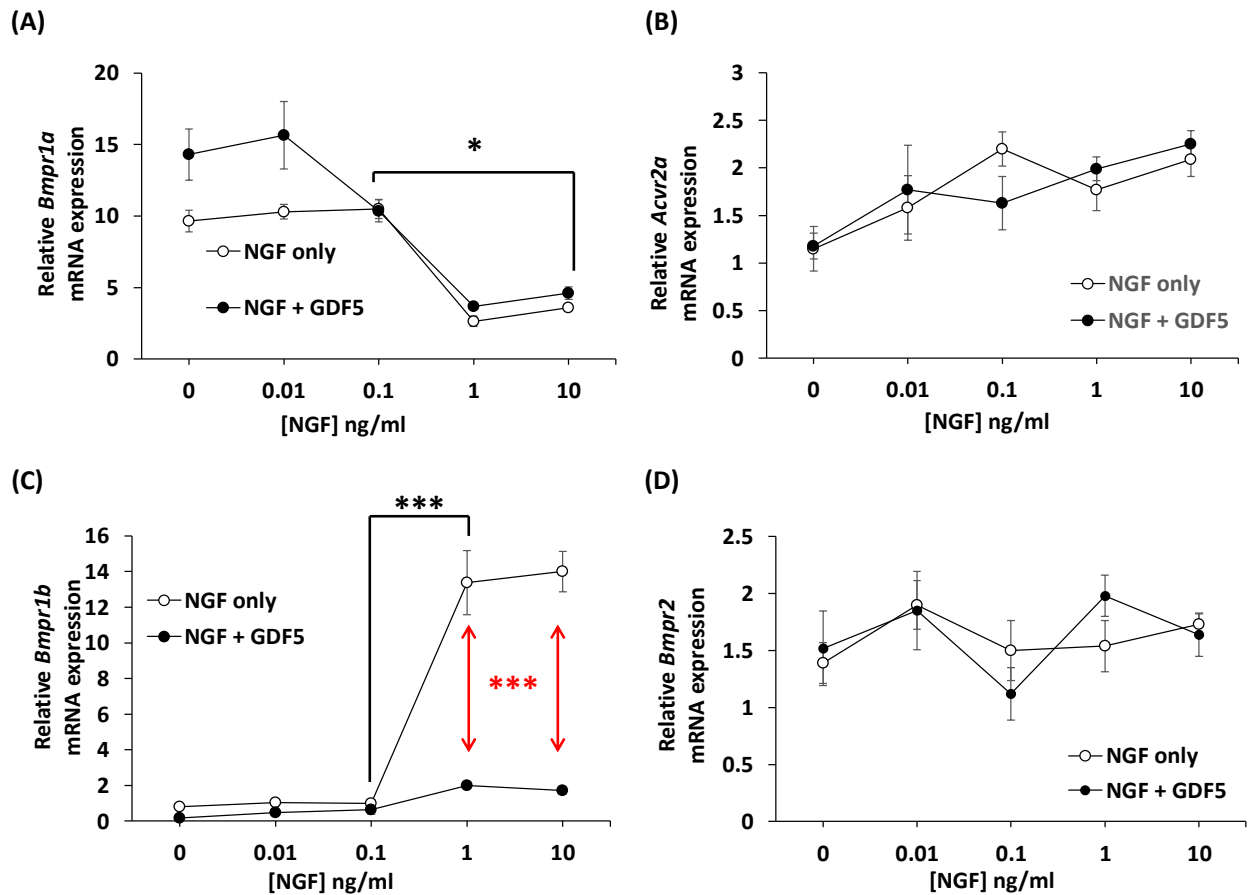 (A)
Relative Bmpr1a
mRNA expression
20
15
10
5
0
*
NGF only
NGF + GDF5
0 0.01 0.1 1 10
[NGF] ng/ml
(B)
Relative Acvr2a
mRNA expression
3
2.5
2
1.5
1
0.5
0
NGF only
NGF + GDF5
0 0.01 0.1 1 10
[NGF] ng/ml
(C)
Relative Bmpr1b
mRNA expression
***
16
14
12
10
8
6
4
2
0
NGF only
NGF + GDF5
***
0 0.01 0.1 1 10
[NGF] ng/ml
(D)
Relative Bmpr2
mRNA expression
2.5
2
1.5
1
0.5
0
NGF only
NGF + GDF5
0 0.01 0.1 1 10
[NGF] ng/ml